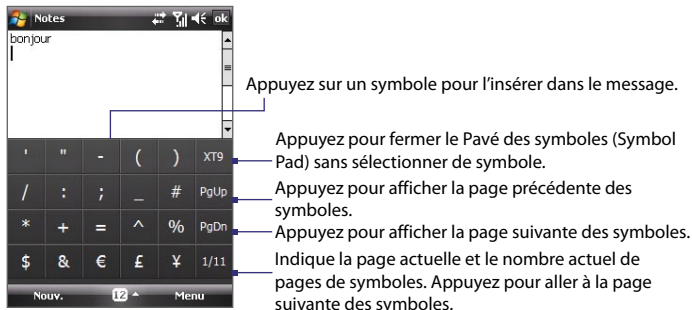 Notes
ok
bonjour
Appuyez sur un symbole pour l'insérer dans le message.
' " - ( ) XT9
Appuyez pour fermer le Pavé des symboles (Symbol
Pad) sans sélectionner de symbole.
/ : ; _ # PgUp
Appuyez pour afficher la page précédente des
symboles.
* + = ^ % PgDn
Appuyez pour afficher la page suivante des symboles.
$ & € £ ¥ 1/11
Indique la page actuelle et le nombre actuel de
pages de symboles. Appuyez pour aller à la page
suivante des symboles.
Nouv. 12 Menu